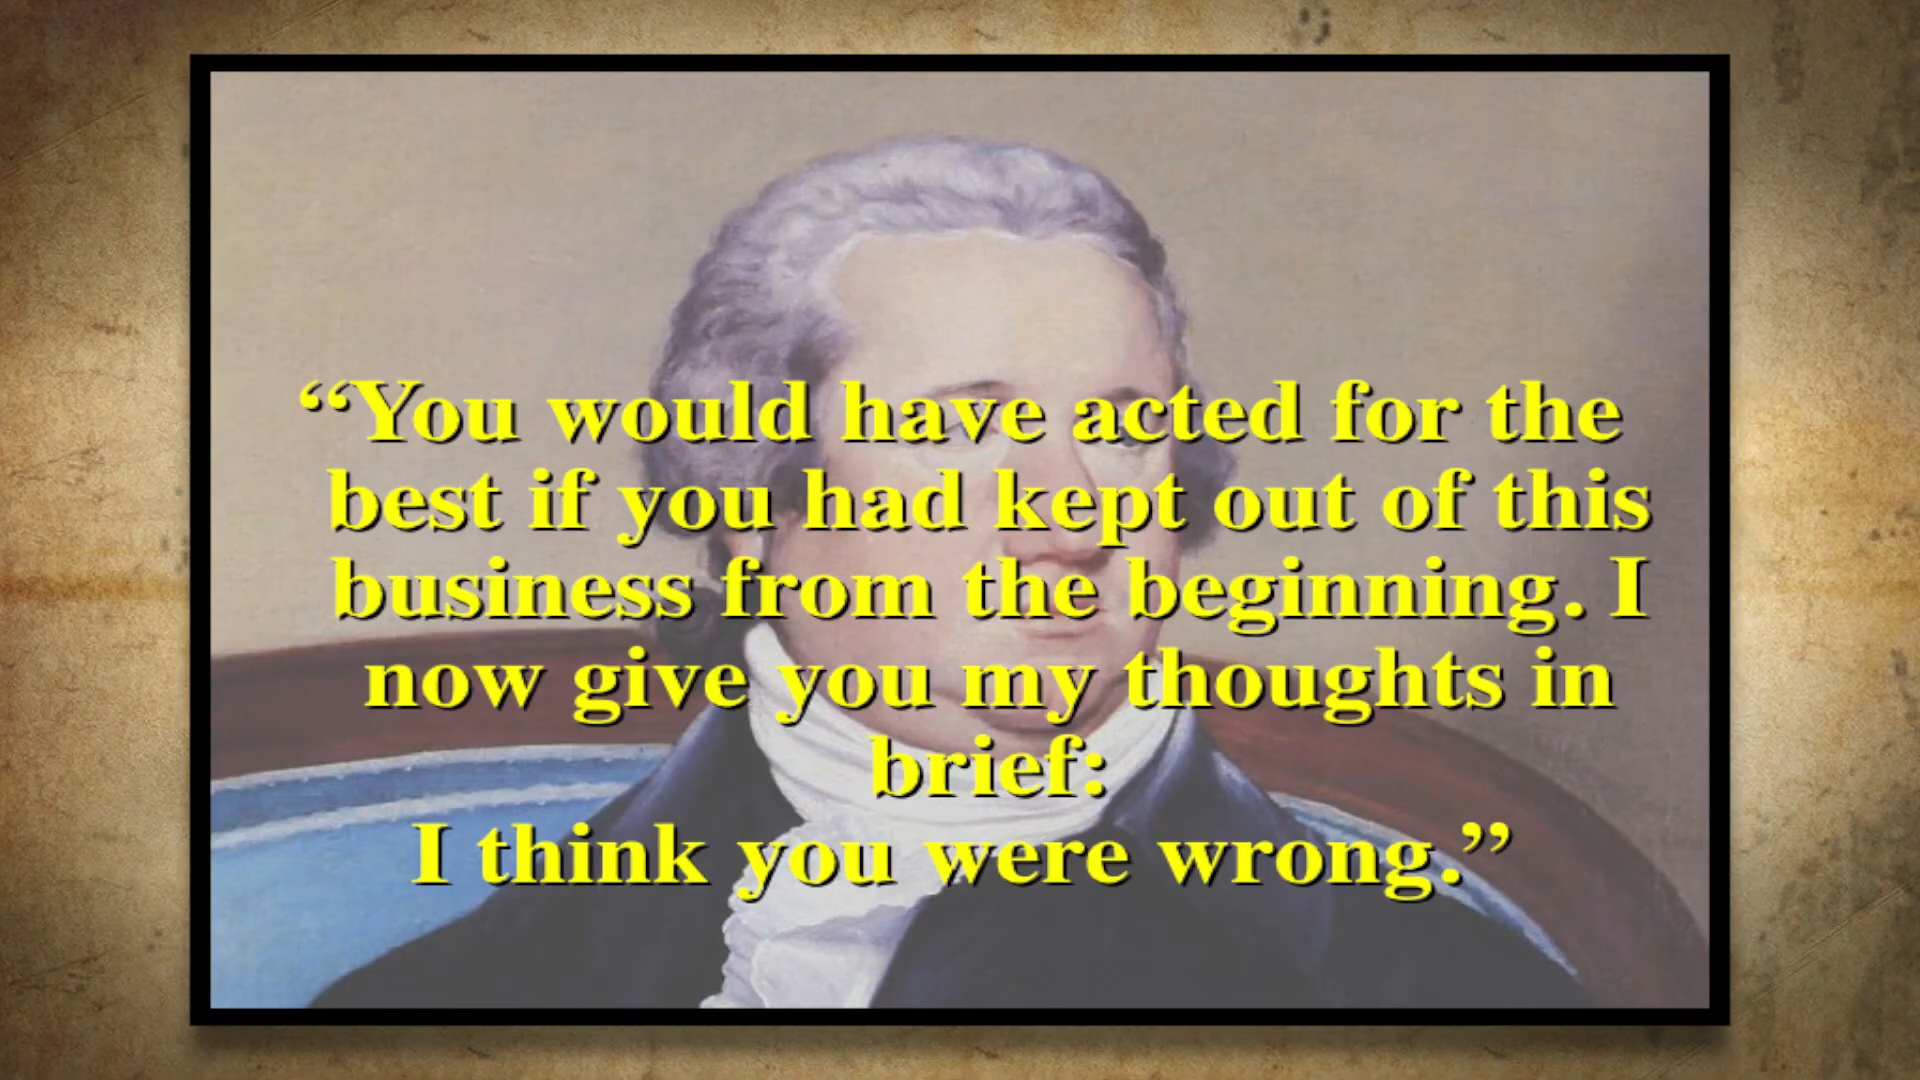 “You would have acted for the
best if you had kept out of this
business from the beginning. I
now give you my thoughts in
brief:
I think you were wrong.”